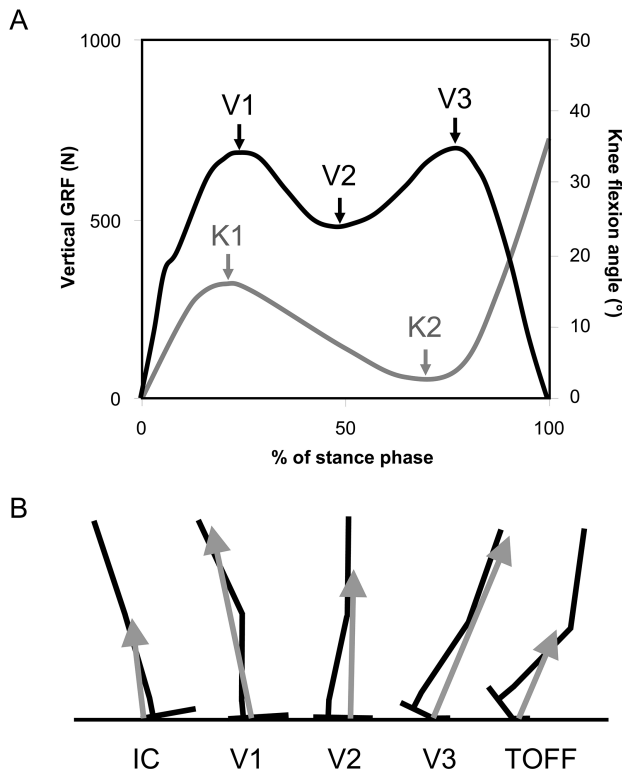 A
1000
500
0
Vertical GRF (N)
V1
V2
V3
K1
K2
50
40
30
20
10
0
Knee flexion angle (°)
0
50
100
% of stance phase
B
IC
V1
V2
V3
TOFF